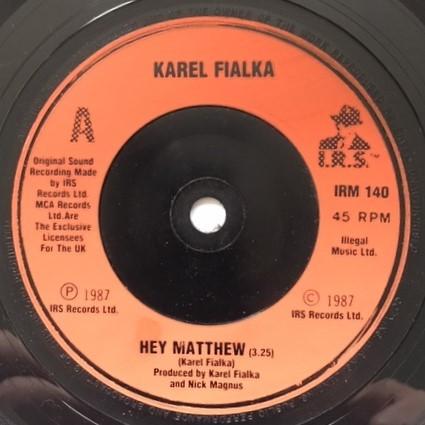 KAREL FIALKA
A
I.R.S.™
Original Sound
Recording Made
by IRS
Records Ltd.
MCA Records
Ltd.Are
The Exclusive
Licensees
For The UK
IRM 140
45 RPM
Illegal
Music Ltd.
Ⓟ 1987
IRS Records Ltd.
© 1987
IRS Records Ltd.
HEY MATTHEW (3.25)
(Karel Fialka)
Produced by Karel Fialka
and Nick Magnus